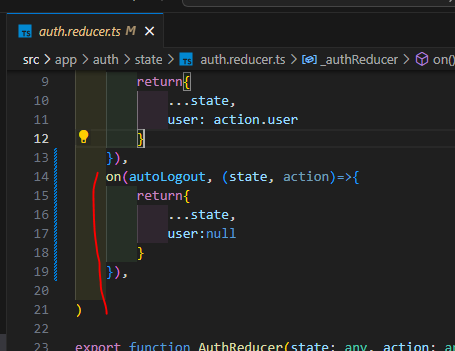 TS auth.reducer.ts M ×
src > app > auth > state > TS auth.reducer.ts > _authReducer > on()
9 return{
10 ...state,
11 user: action.user
12 }
13 }),
14 on(autoLogout, (state, action)=>{
15 return{
16 ...state,
17 user:null
18 }
19 }),
20
21 )
22
23 export function AuthReducer(state: any, action: a